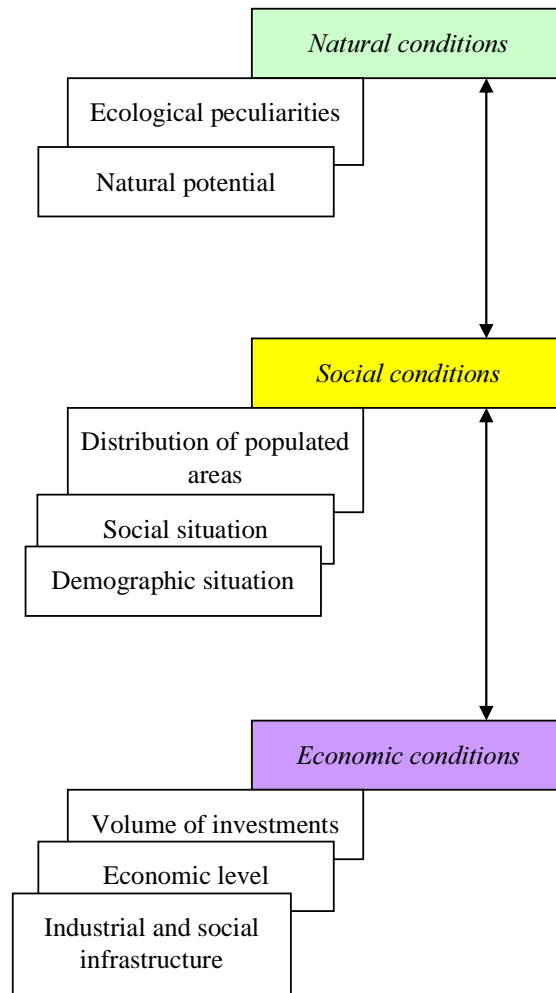 Natural conditions
Ecological peculiarities
Natural potential
Social conditions
Distribution of populated
areas
Social situation
Demographic situation
Economic conditions
Volume of investments
Economic level
Industrial and social
infrastructure